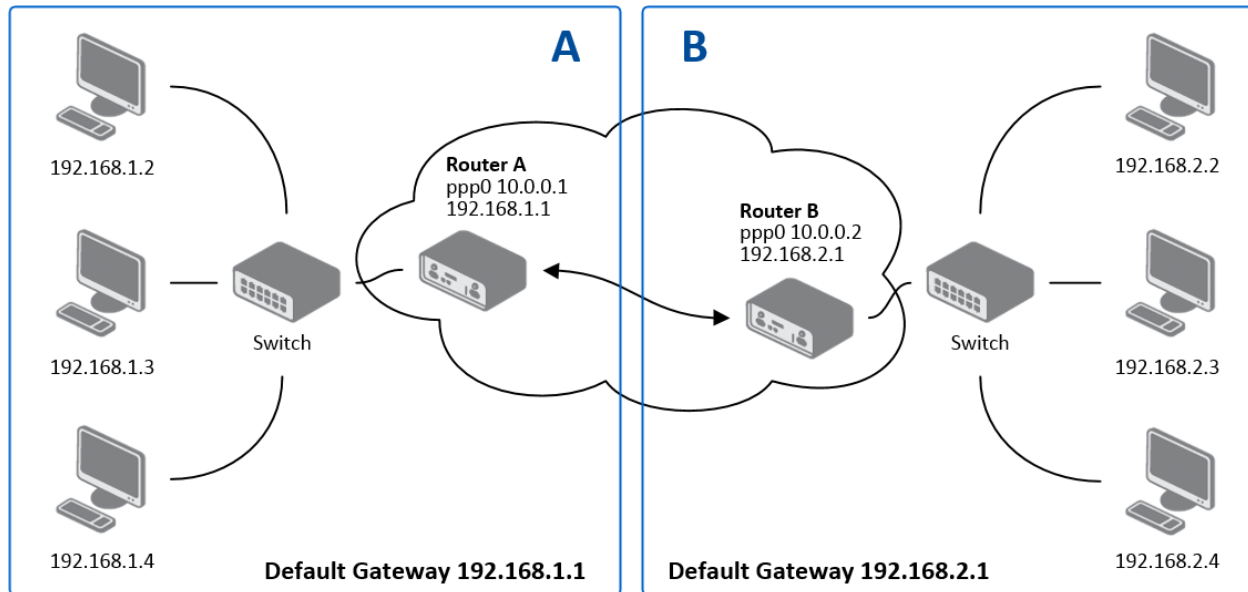 A
192.168.1.2
192.168.1.3
192.168.1.4
Switch
Router A
ppp0 10.0.0.1
192.168.1.1
Default Gateway 192.168.1.1
B
Router B
ppp0 10.0.0.2
192.168.2.1
Switch
192.168.2.2
192.168.2.3
192.168.2.4
Default Gateway 192.168.2.1